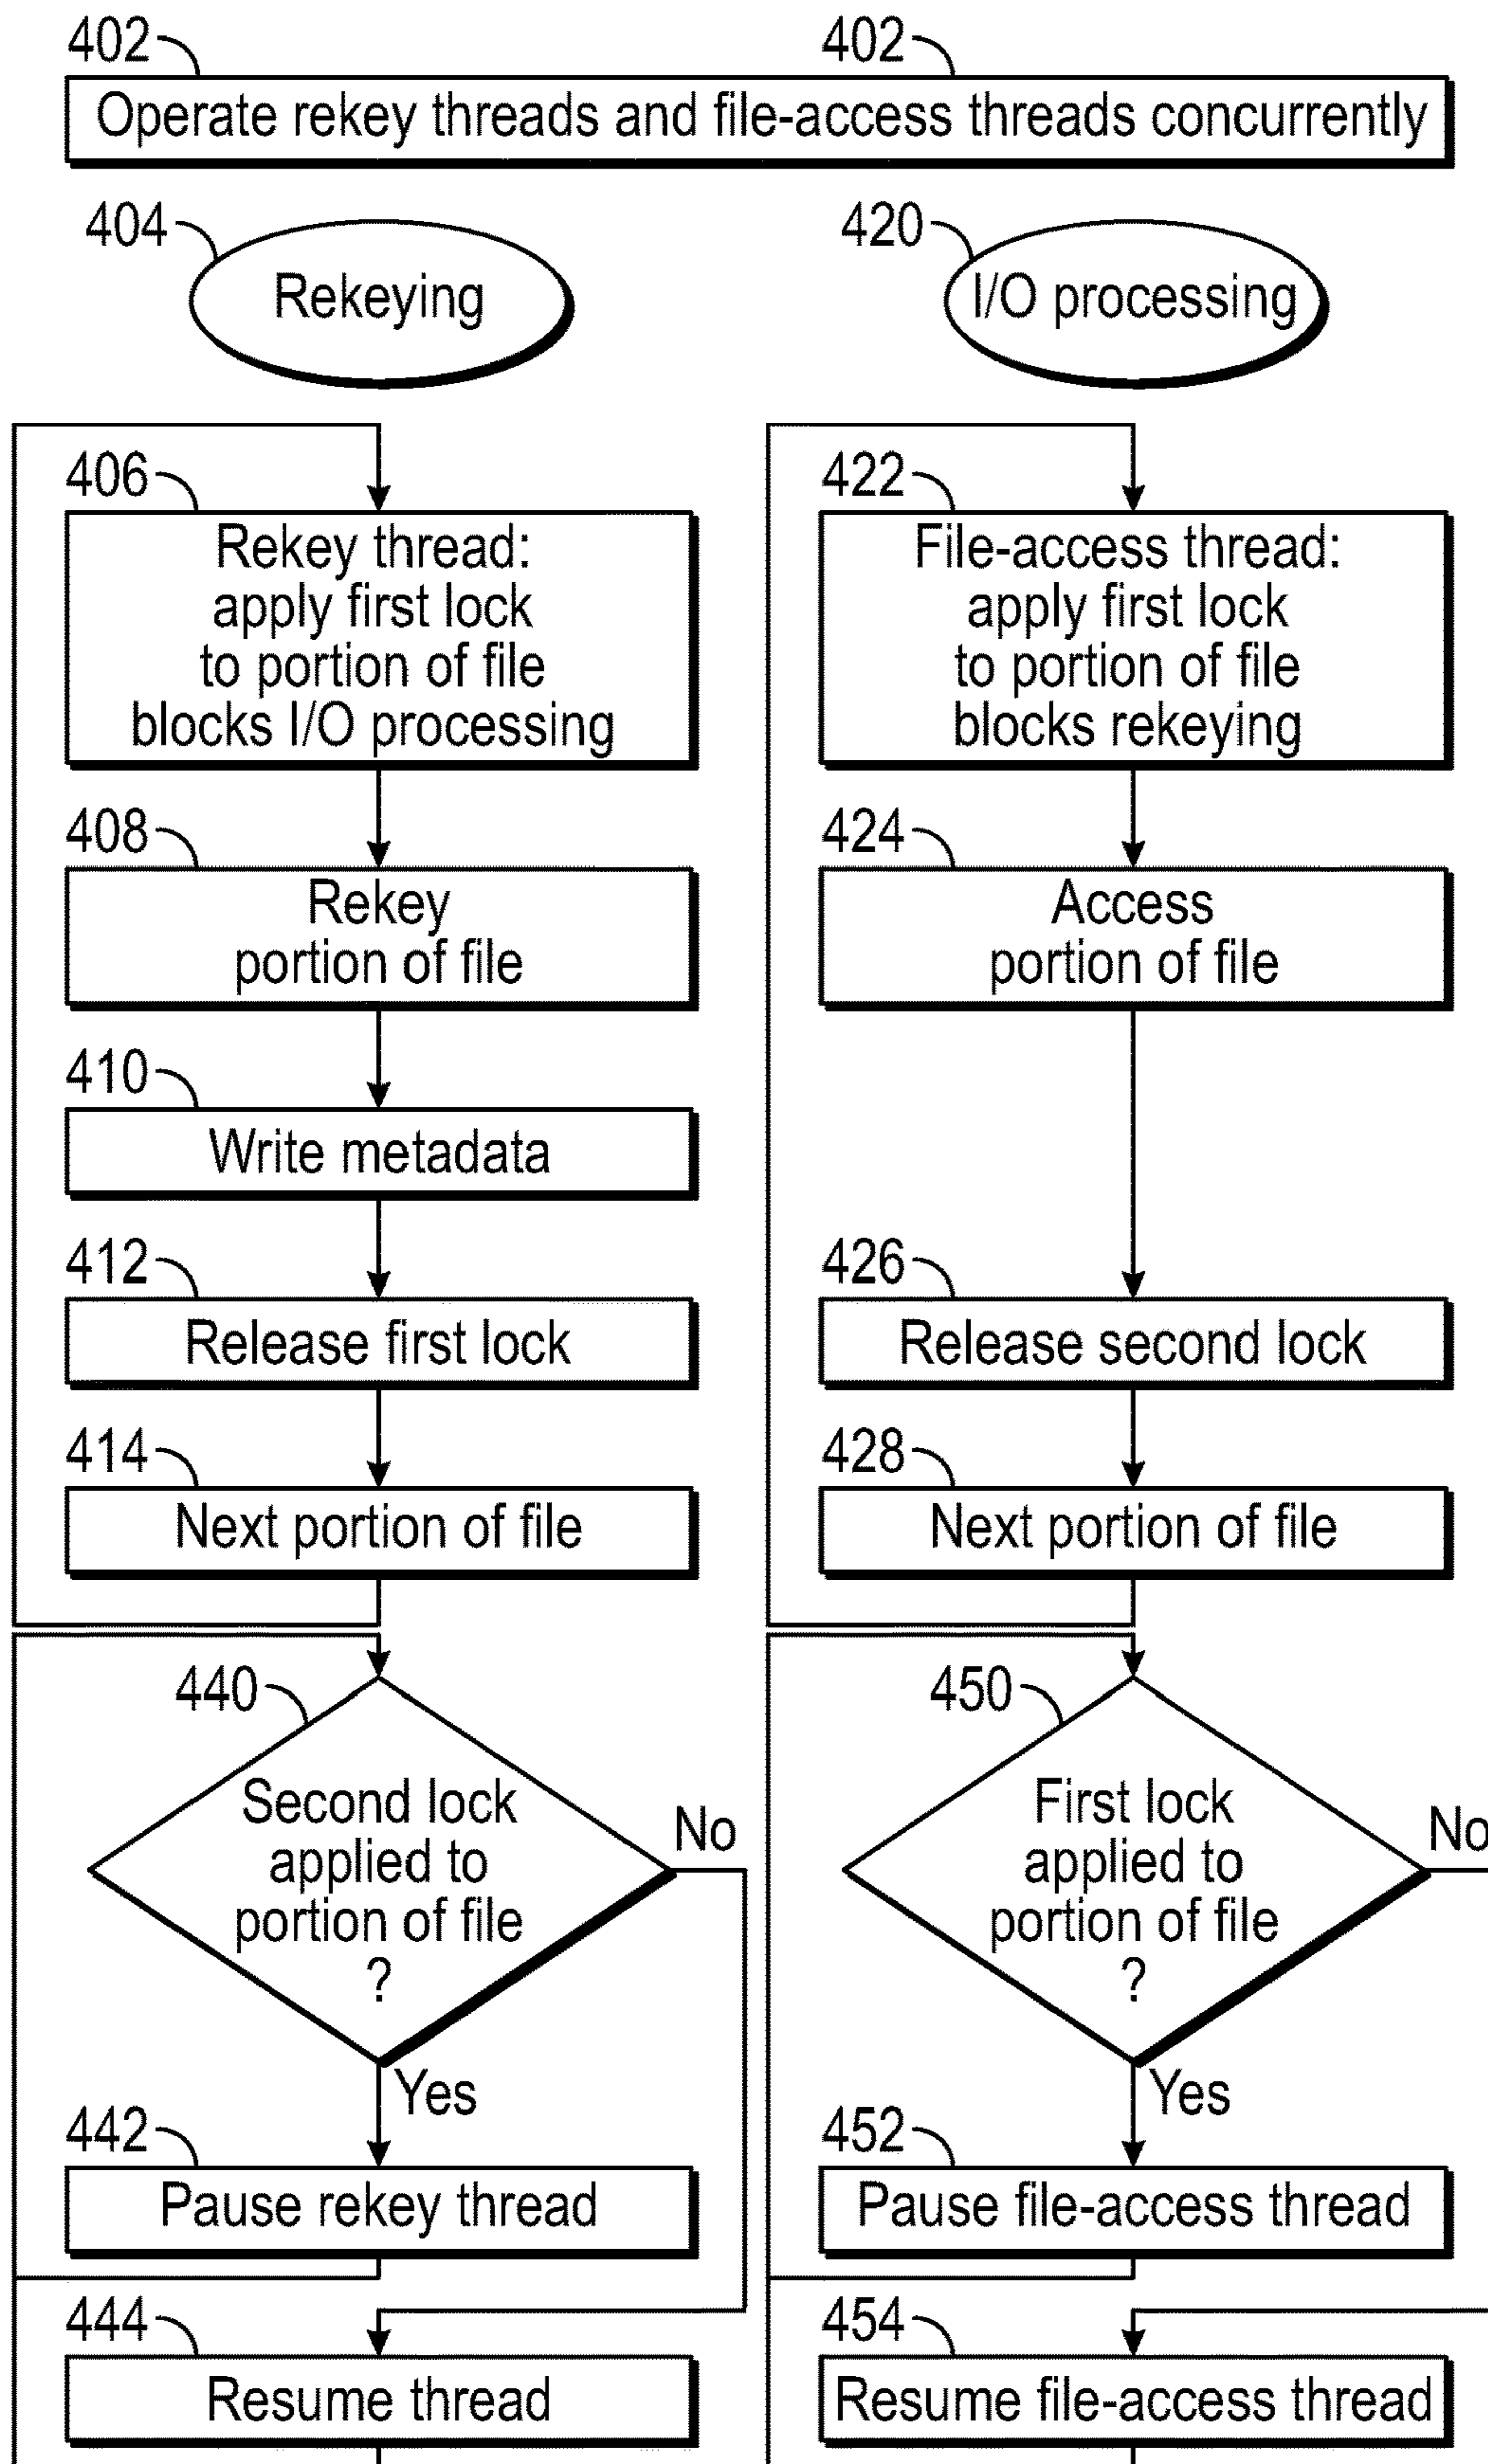 402
402
Operate rekey threads and file-access threads concurrently
404
Rekeying
420
I/O processing
406
Rekey thread:
apply first lock
to portion of file
blocks I/O processing
422
File-access thread:
apply first lock
to portion of file
blocks rekeying
408
Rekey
portion of file
424
Access
portion of file
410
Write metadata
412
Release first lock
426
Release second lock
414
Next portion of file
428
Next portion of file
440
Second lock
applied to
portion of file
?
No
Yes
450
First lock
applied to
portion of file
?
No
Yes
442
Pause rekey thread
452
Pause file-access thread
444
Resume thread
454
Resume file-access thread